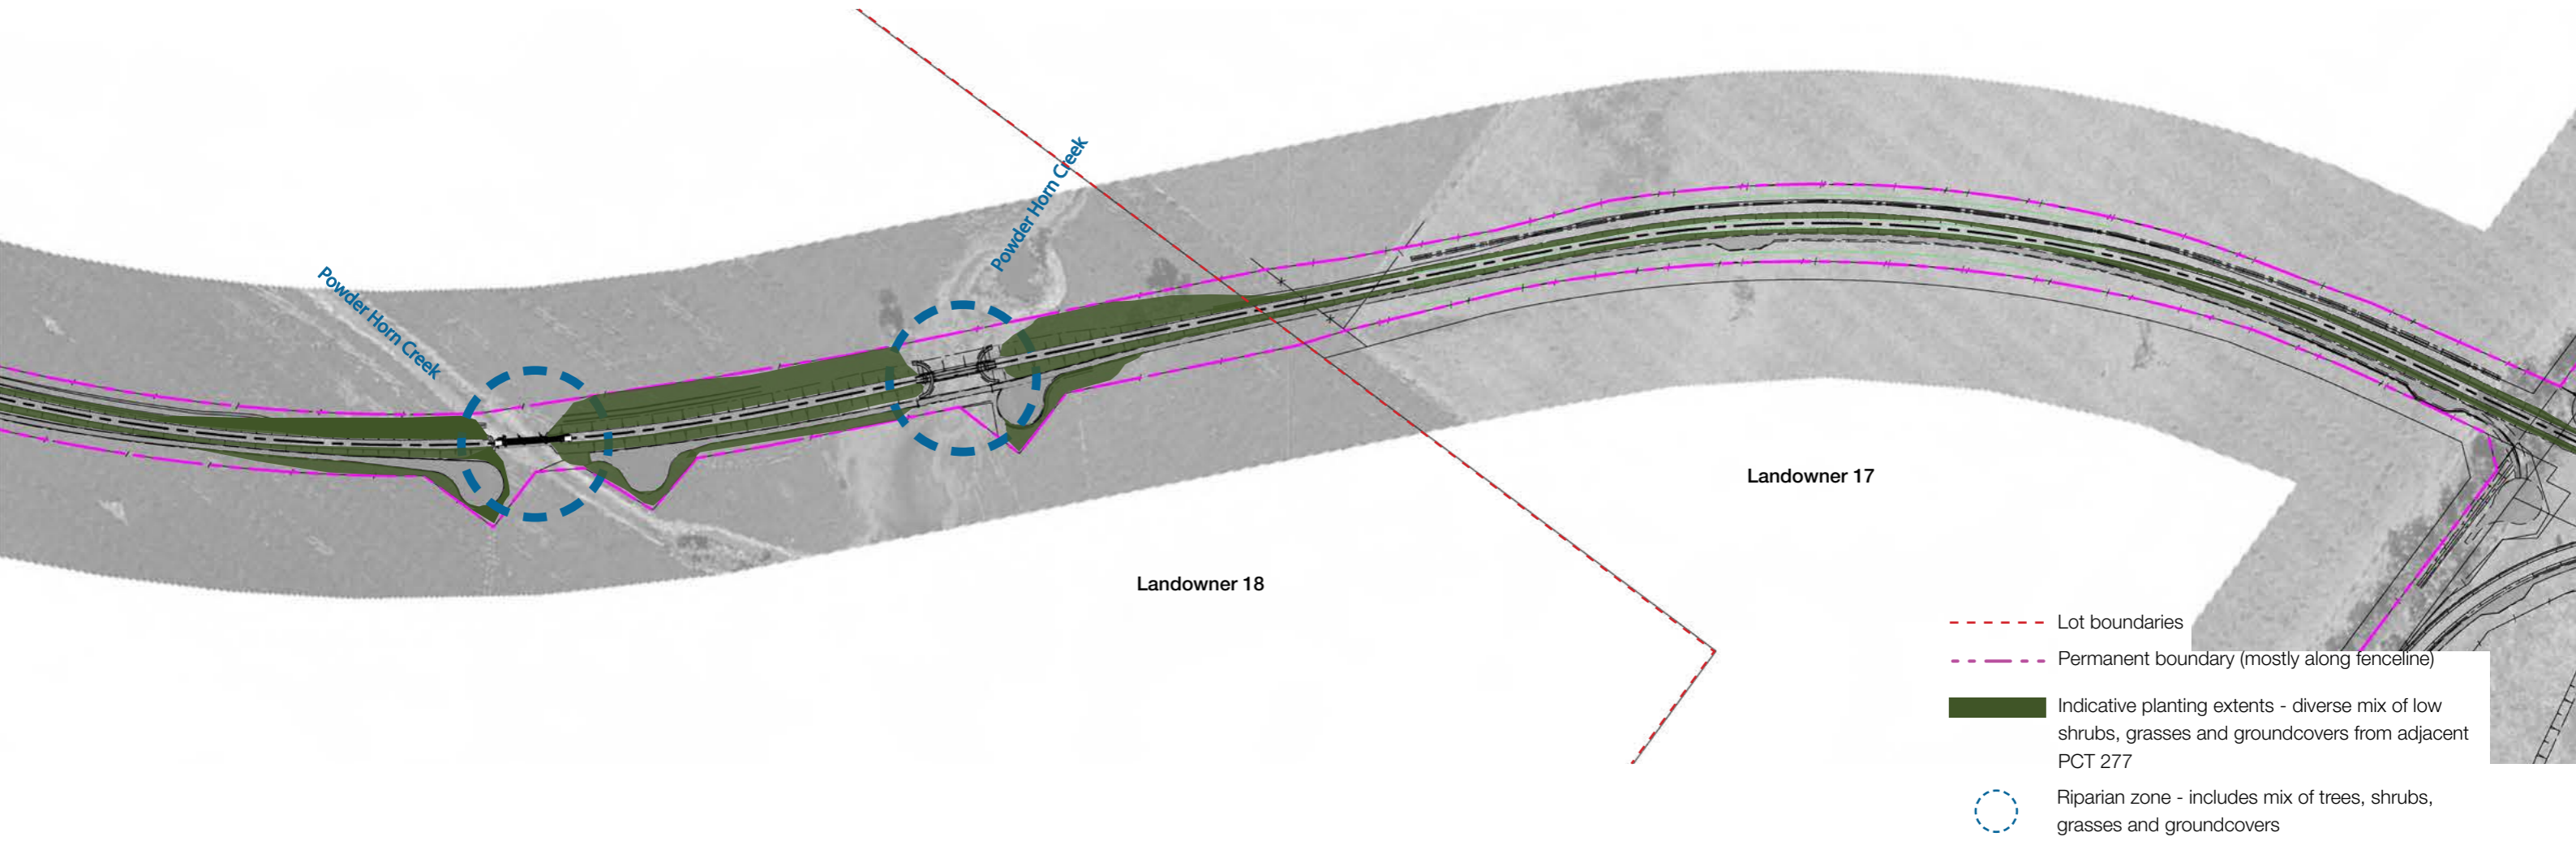 Powder Horn Creek
Powder Horn Creek
Landowner 17
Landowner 18
Lot boundaries
Permanent boundary (mostly along fenceline)
Indicative planting extents - diverse mix of low
shrubs, grasses and groundcovers from adjacent
PCT 277
Riparian zone - includes mix of trees, shrubs,
grasses and groundcovers